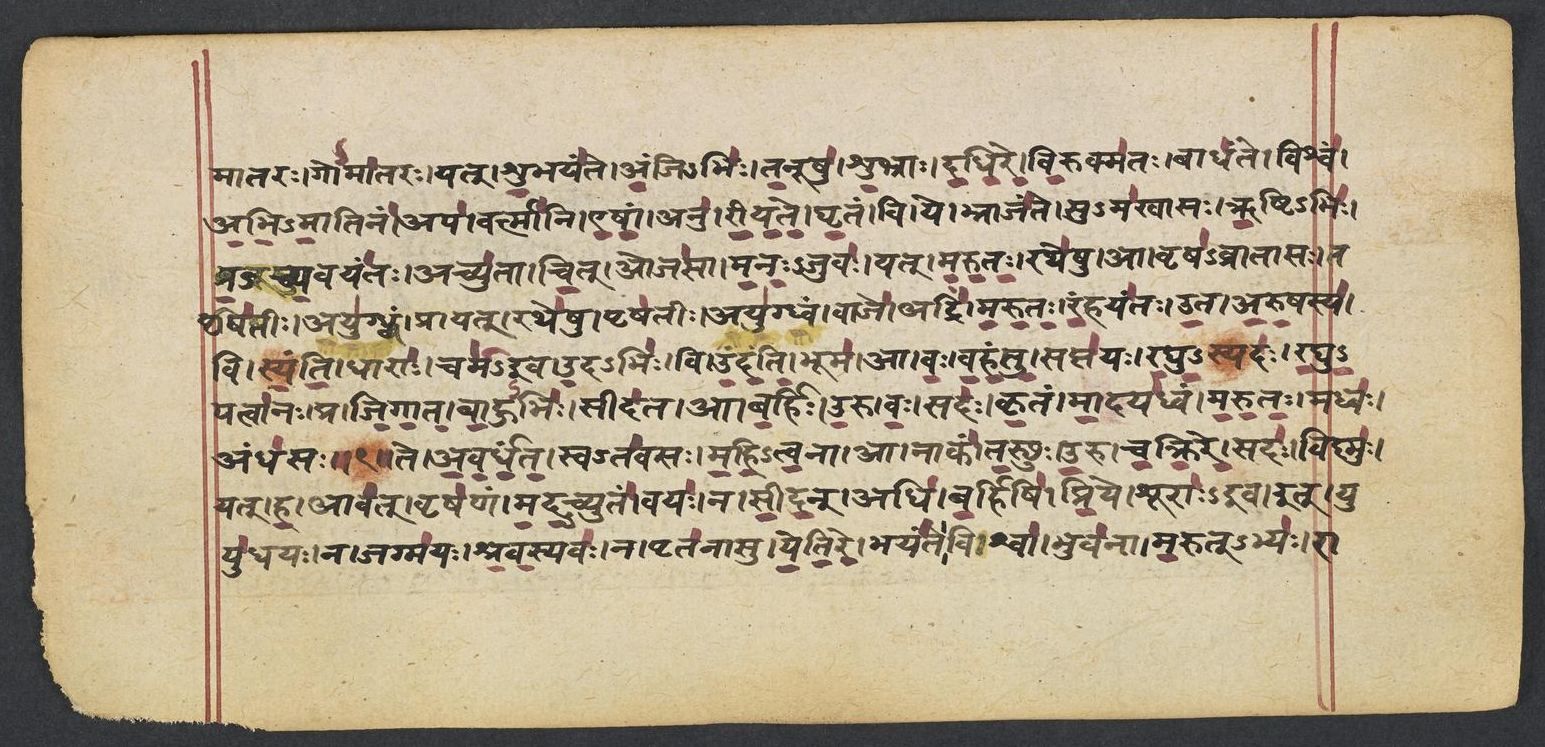 मातरः।गोमातरः।यत्।शुभयंते।अंजिऽभिः।तनूषु।शुभ्राः।दधिरे।विरुक्मतः।बाधंते।विश्वं।
अभिऽमातिनं।अप।वर्त्मानि।एषां।अनु।रीयते।घृतं।वि।ये।भ्राजंते।सुऽमखासः।ऋष्टिऽभिः।
प्रऽच्यवयंतः।अच्युता।चित्।ओजसा।मनःऽजुवः।यत्।मरुतः।रथेषु।आ।वृषऽव्रातासः।त
पृषतीः।अयुग्ध्वं।प्र।यत्।रथेषु।पृषतीः।अयुग्ध्वं।वाजे।अद्रिं।मरुतः।रंहयंतः।उत।अरुषस्य।
वि।स्यंति।धाराः।चर्मऽइव।उदऽभिः।वि।उंदंति।भूम।आ।वः।वहंतु।सप्तयः।रघुऽस्यदः।रघुऽ
पत्वानः।प्र।जिगात।बाहुऽभिः।सीदत।आ।बर्हिः।उरु।वः।सदः।कृतं।मादयध्वं।मरुतः।मध्वः।
अंधसः॥९॥ते।अवर्धंत।स्वऽतवसः।महिऽत्वना।आ।नाकं।तस्थुः।उरु।चक्रिरे।सदः।विष्णुः।
यत्।ह।आवत्।वृषणं।मदऽच्युतं।वयः।न।सीदन्।अधि।बर्हिषि।प्रिये।शूराःऽइव।इत्।यु
युधयः।न।जग्मयः।श्रवस्यवः।न।पृतनासु।येतिरे।भयंते।विश्वा।भुवना।मरुत्ऽभ्यः।रा